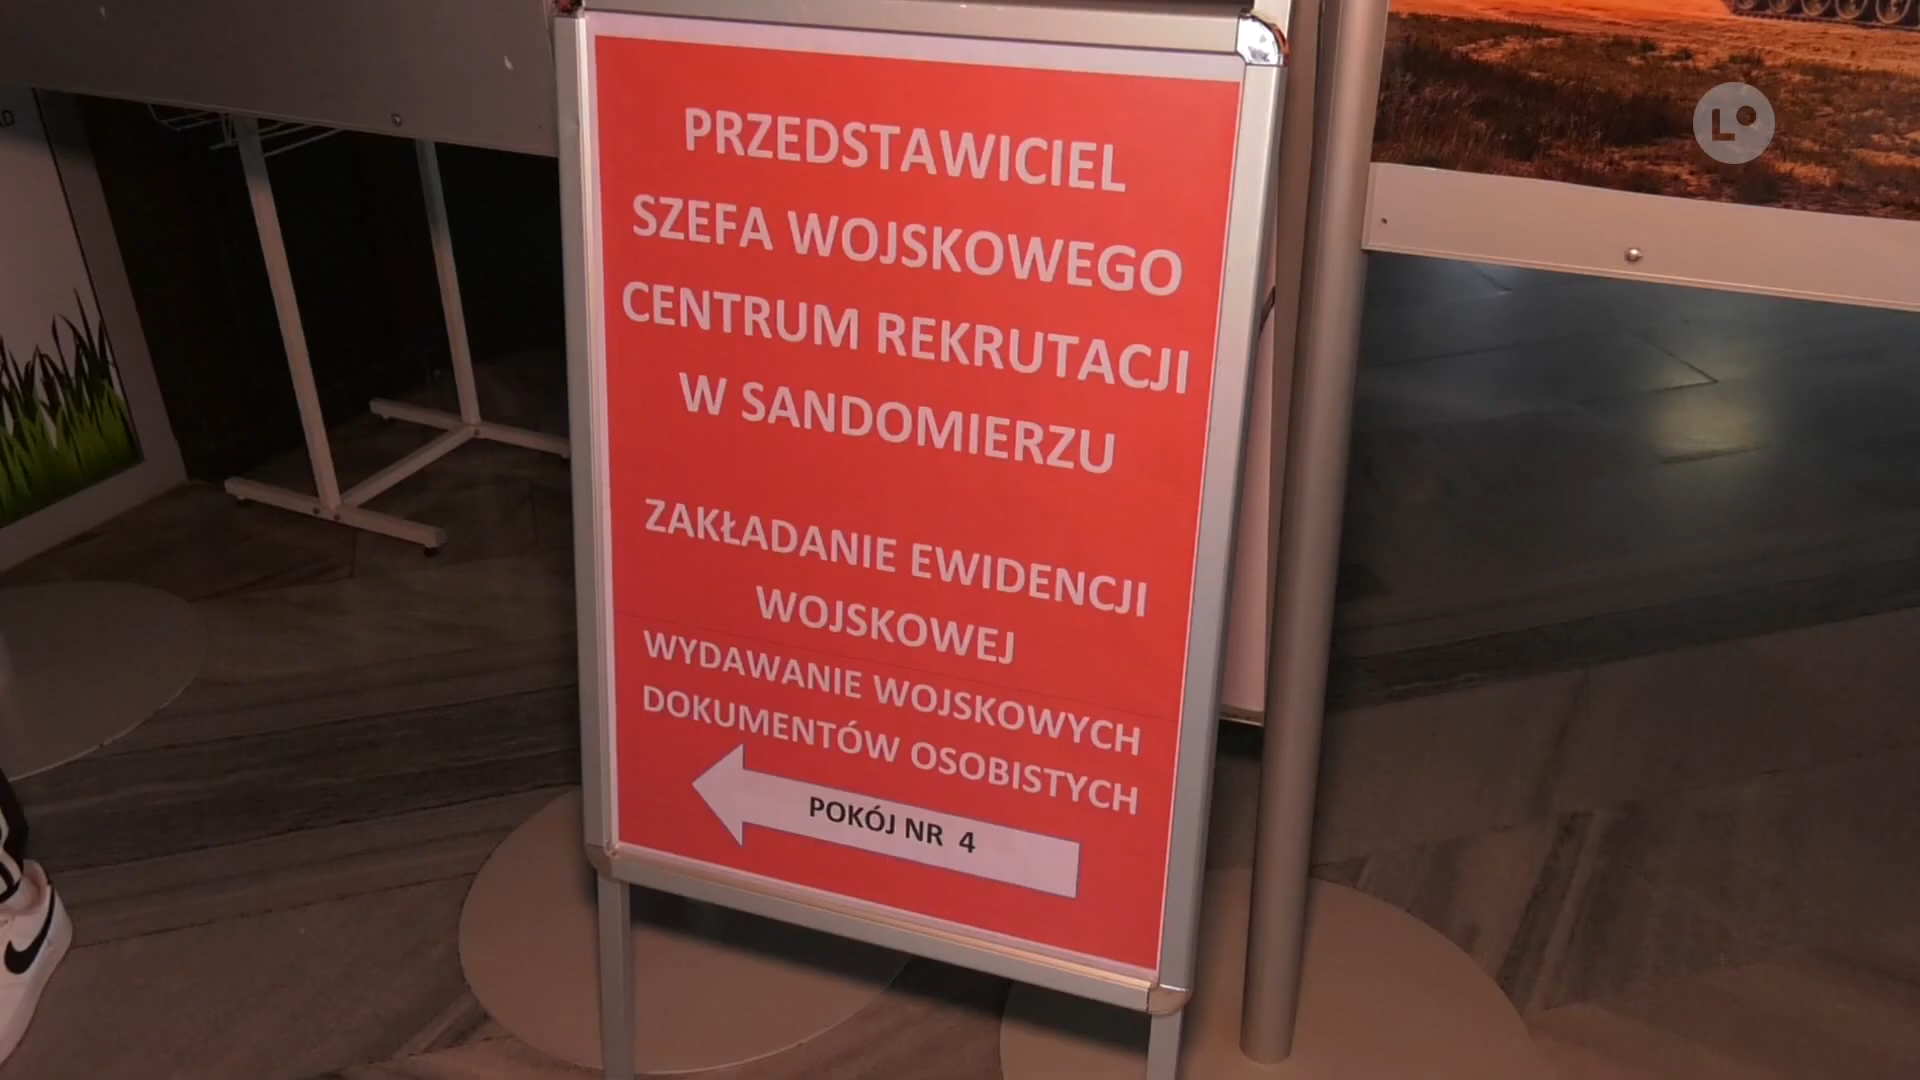 PRZEDSTAWICIEL
SZEFA WOJSKOWEGO
CENTRUM REKRUTACJI
W SANDOMIERZU
ZAKŁADANIE EWIDENCJI
WOJSKOWEJ
WYDAWANIE WOJSKOWYCH
DOKUMENTÓW OSOBISTYCH
POKÓJ NR 4